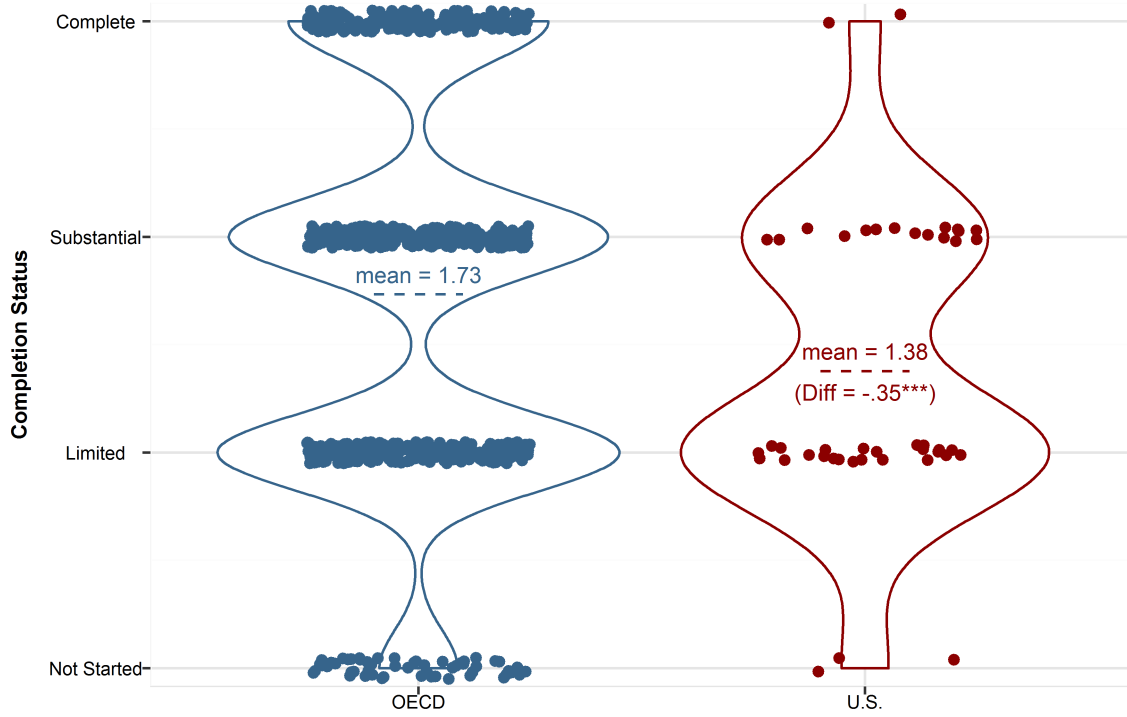 Complete
Substantial
mean = 1.73
mean = 1.38
(Diff = -.35***)
Completion Status
Limited
Not Started
OECD
U.S.